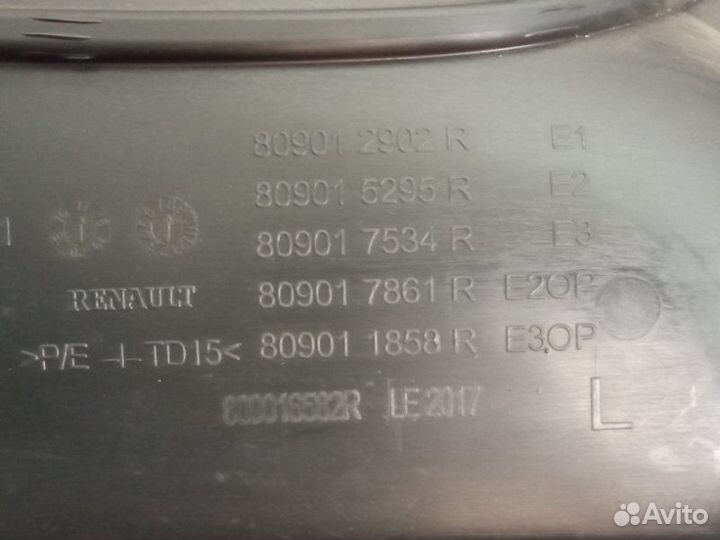 80901 2902 R E1
80901 5295 R E2
80901 7534 R E3
RENAULT 80901 7861 R E2OP
>P/E + TD15< 80901 1858 R E3OP
809016582R LE 2017
L
Avito